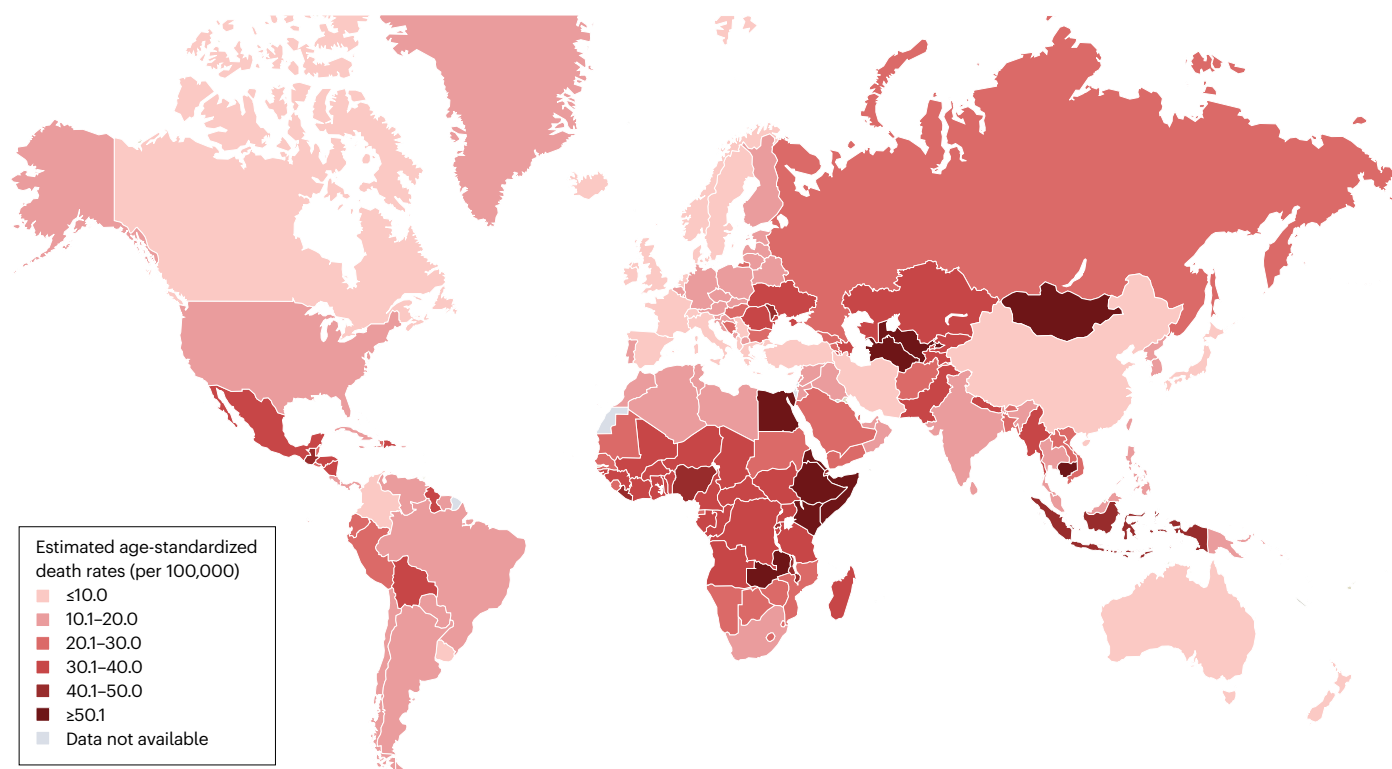 Estimated age-standardized
death rates (per 100,000)
≤10.0
10.1–20.0
20.1–30.0
30.1–40.0
40.1–50.0
≥50.1
Data not available